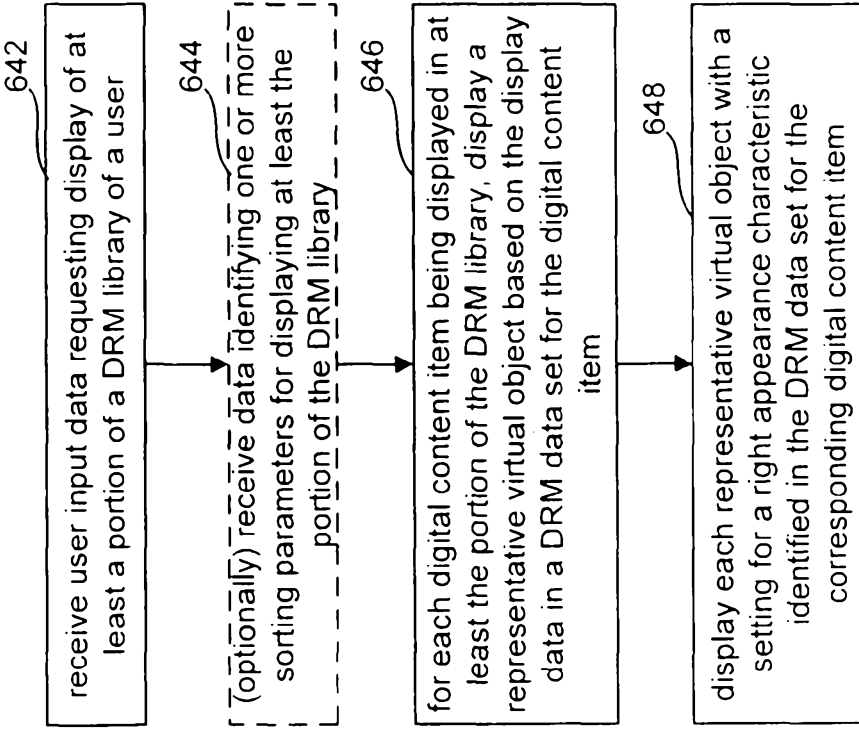 642
receive user input data requesting display of at
least a portion of a DRM library of a user
644
(optionally) receive data identifying one or more
sorting parameters for displaying at least the
portion of the DRM library
646
for each digital content item being displayed in at
least the portion of the DRM library, display a
representative virtual object based on the display
data in a DRM data set for the digital content
item
648
display each representative virtual object with a
setting for a right appearance characteristic
identified in the DRM data set for the
corresponding digital content item